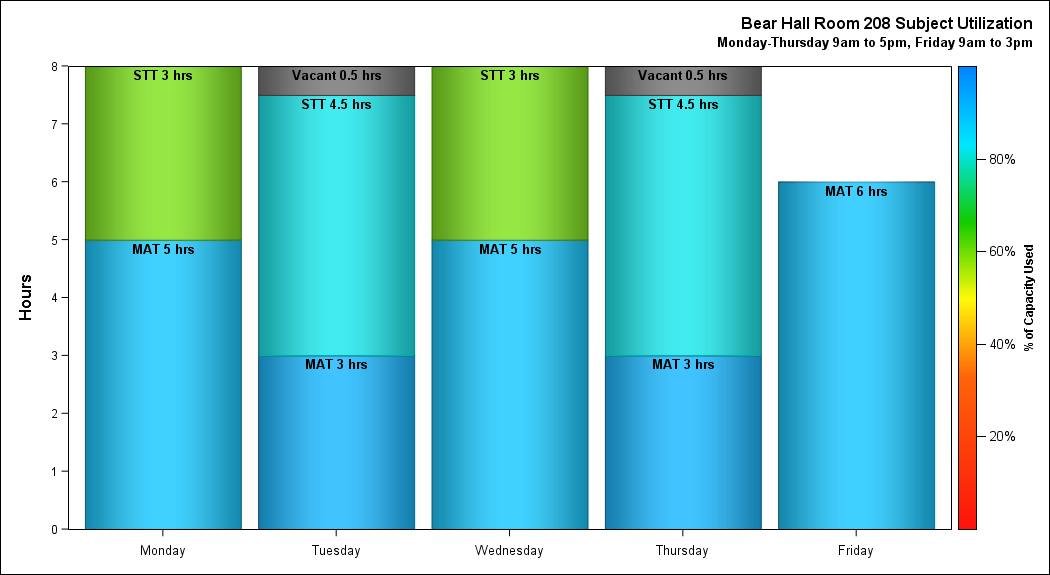 Bear Hall Room 208 Subject Utilization
Monday-Thursday 9am to 5pm, Friday 9am to 3pm
Hours
8
7
6
5
4
3
2
1
0
STT 3 hrs
MAT 5 hrs
Vacant 0.5 hrs
STT 4.5 hrs
MAT 3 hrs
STT 3 hrs
MAT 5 hrs
Vacant 0.5 hrs
STT 4.5 hrs
MAT 3 hrs
MAT 6 hrs
Monday
Tuesday
Wednesday
Thursday
Friday
80%
60%
40%
20%
% of Capacity Used